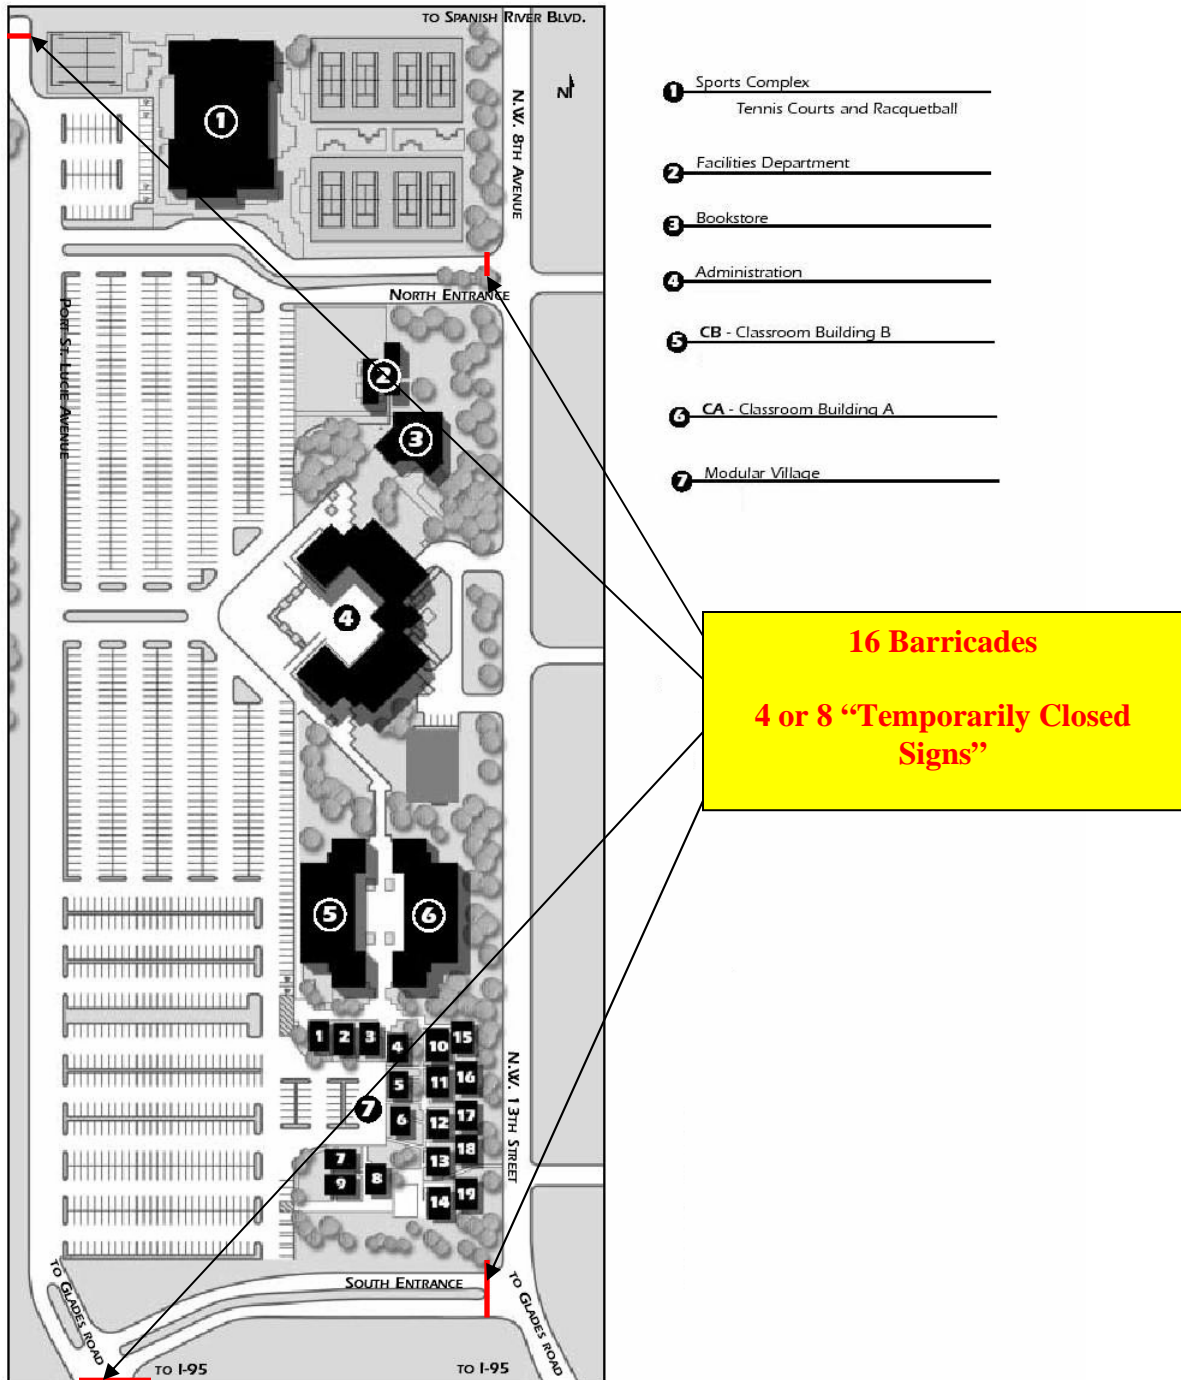 TO SPANISH RIVER BLVD.
N
N.W. 8TH AVENUE
1
NORTH ENTRANCE
PORT ST. LUCIE AVENUE
2
3
4
5
6
1
2
3
4
10
15
5
11
16
7
6
12
17
13
18
7
9
8
14
19
N.W. 13TH STREET
SOUTH ENTRANCE
TO GLADES ROAD
TO GLADES ROAD
TO I-95
TO I-95
1 Sports Complex
Tennis Courts and Racquetball
2 Facilities Department
3 Bookstore
4 Administration
5 CB - Classroom Building B
6 CA - Classroom Building A
7 Modular Village
16 Barricades
4 or 8 “Temporarily Closed
Signs”